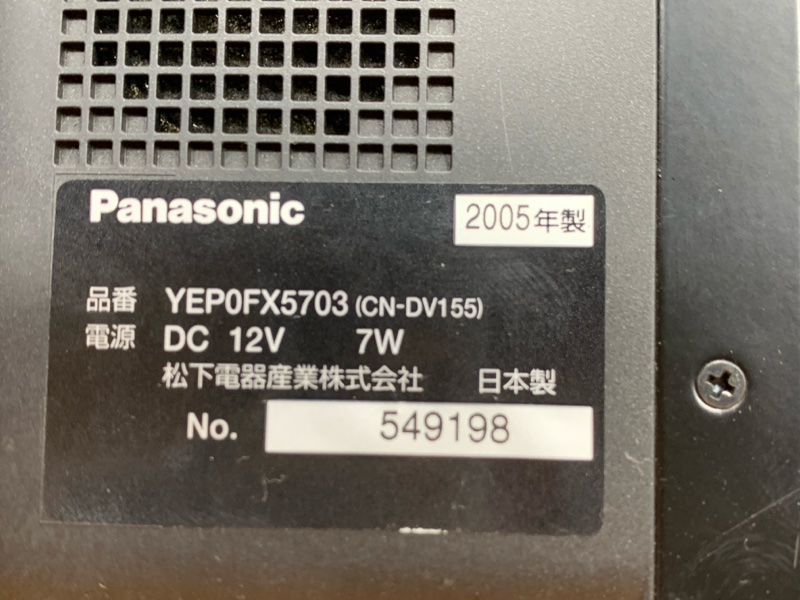 Panasonic 2005年製
品番 YEP0FX5703 (CN-DV155)
電源 DC 12V 7W
松下電器産業株式会社 日本製
No. 549198